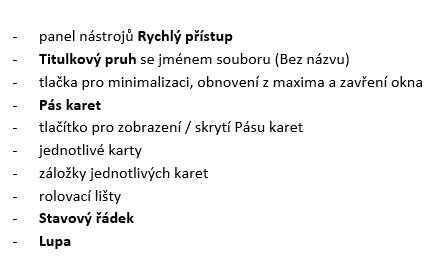 - panel nástrojů Rychlý přístup
- Titulkový pruh se jménem souboru (Bez názvu)
- tlačka pro minimalizaci, obnovení z maxima a zavření okna
- Pás karet
- tlačítko pro zobrazení / skrytí Pásu karet
- jednotlivé karty
- záložky jednotlivých karet
- rolovací lišty
- Stavový řádek
- Lupa